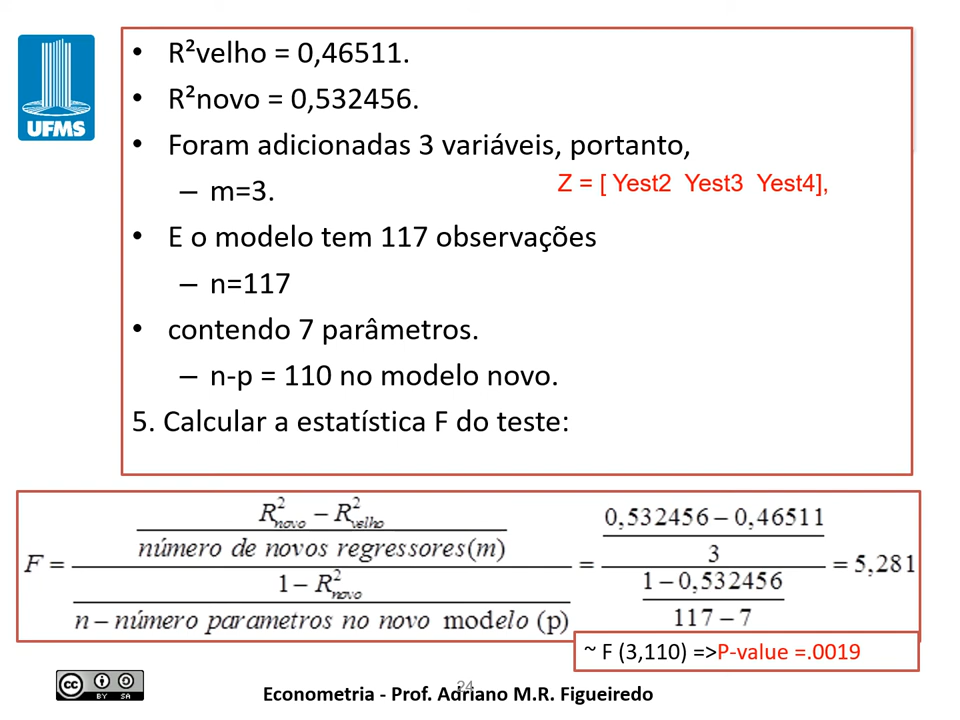 UFMS
• R²velho = 0,46511.
• R²novo = 0,532456.
• Foram adicionadas 3 variáveis, portanto,
– m=3.
Z = [ Yest2 Yest3 Yest4],
• E o modelo tem 117 observações
– n=117
• contendo 7 parâmetros.
– n-p = 110 no modelo novo.
5. Calcular a estatística F do teste:
F = ((R²novo − R²velho) / número de novos regressores(m)) / ((1 − R²novo) / n − número parametros no novo modelo (p)) = ((0,532456 − 0,46511) / 3) / ((1 − 0,532456) / 117 − 7) = 5,281
~ F (3,110) =>P-value =.0019
cc BY SA
24
Econometria - Prof. Adriano M.R. Figueiredo